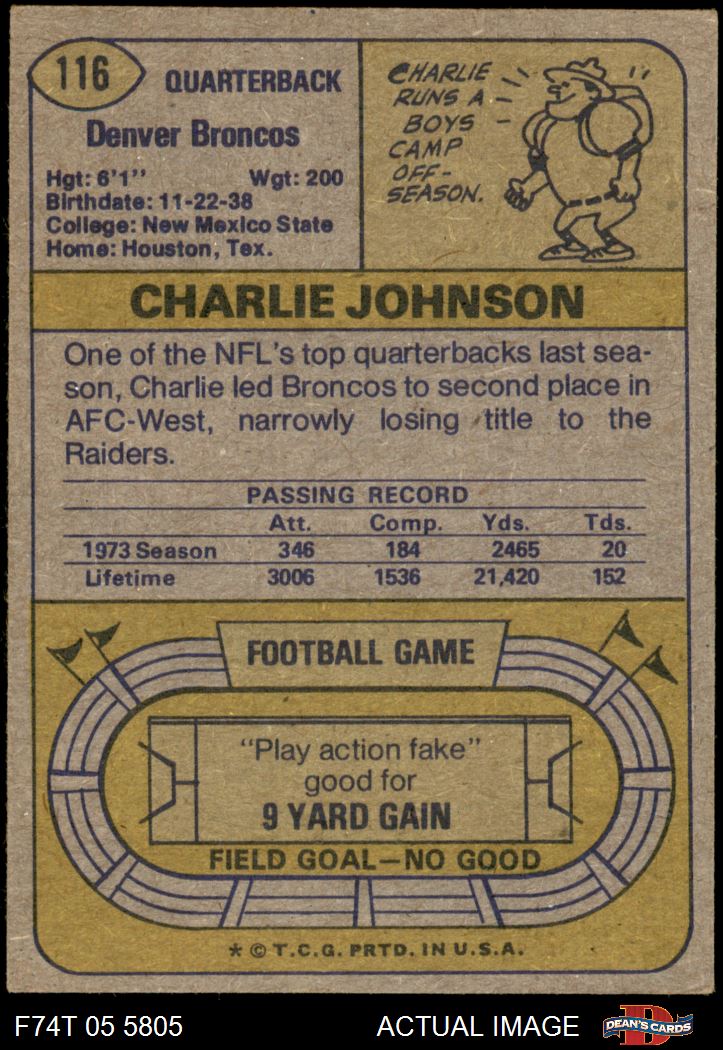 116
QUARTERBACK
Denver Broncos
Hgt: 6'1" Wgt: 200
Birthdate: 11-22-38
College: New Mexico State
Home: Houston, Tex.
CHARLIE
RUNS A
BOYS
CAMP
OFF-
SEASON.
CHARLIE JOHNSON
One of the NFL's top quarterbacks last sea-
son, Charlie led Broncos to second place in
AFC-West, narrowly losing title to the
Raiders.
PASSING RECORD
Att. Comp. Yds. Tds.
1973 Season 346 184 2465 20
Lifetime 3006 1536 21,420 152
FOOTBALL GAME
"Play action fake"
good for
9 YARD GAIN
FIELD GOAL—NO GOOD
* © T.C.G. PRTD. IN U.S.A.
F74T 05 5805 ACTUAL IMAGE
D
DEAN'S CARDS